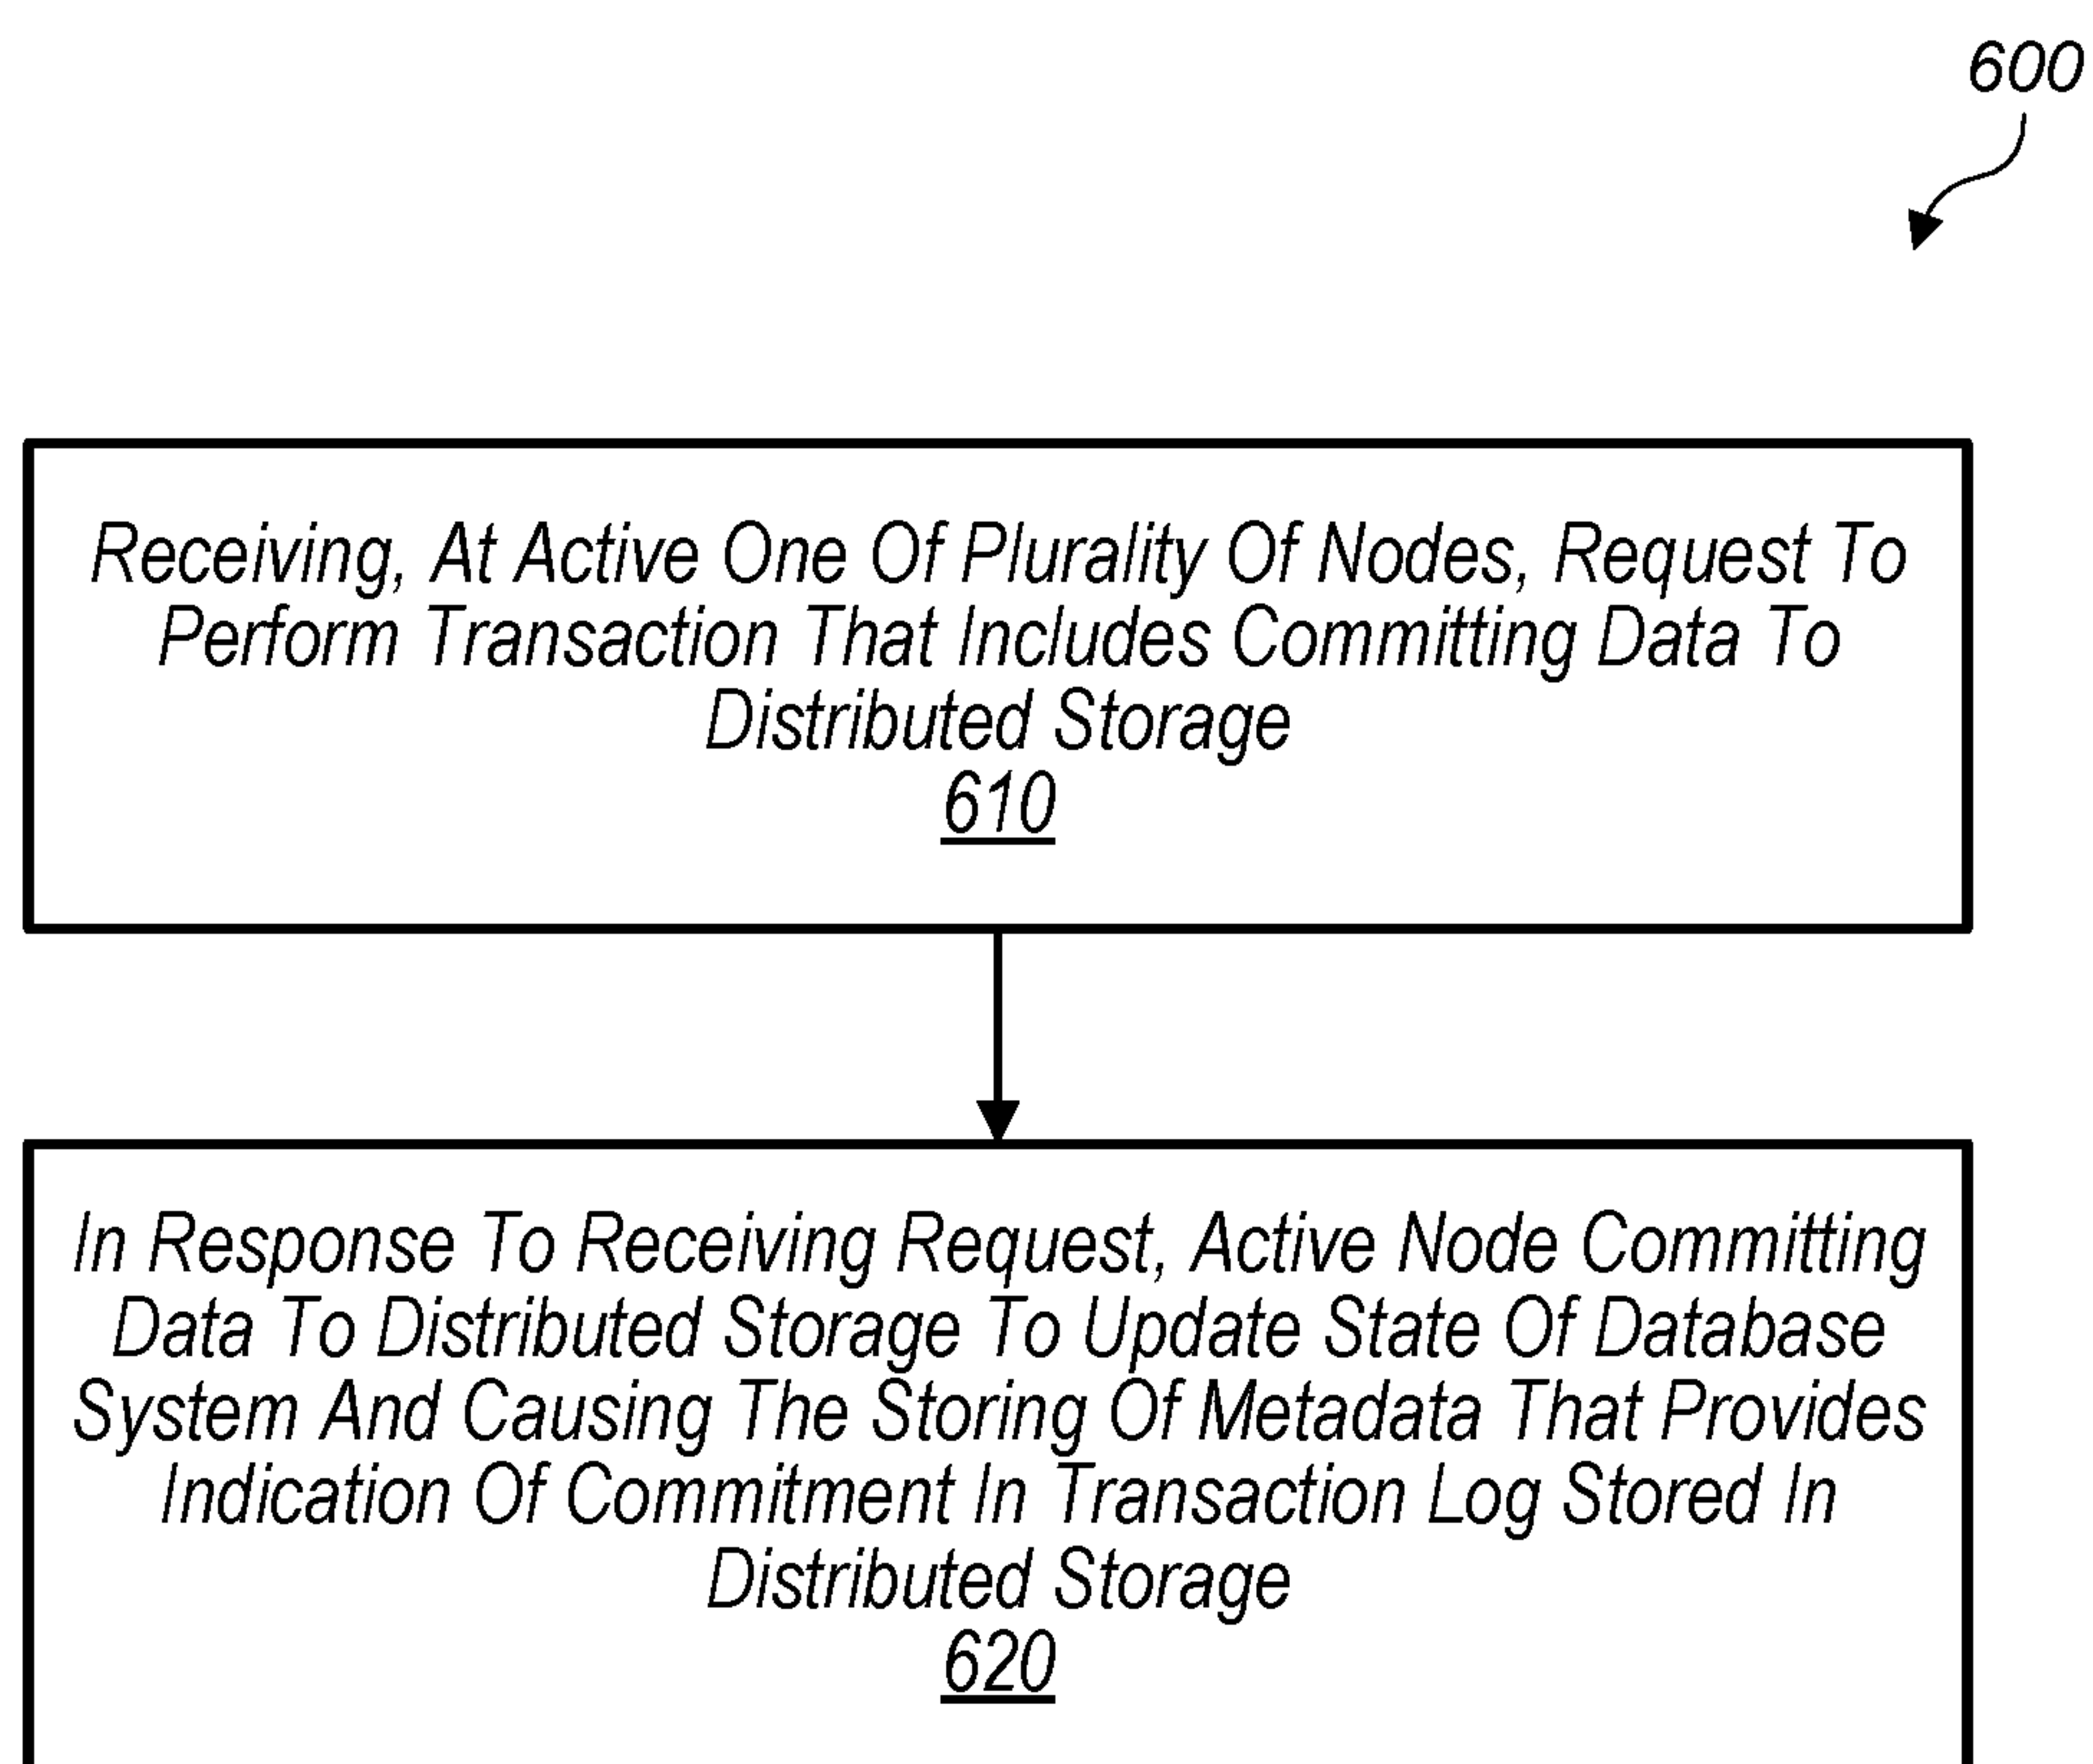 600
Receiving, At Active One Of Plurality Of Nodes, Request To
Perform Transaction That Includes Committing Data To
Distributed Storage
610
In Response To Receiving Request, Active Node Committing
Data To Distributed Storage To Update State Of Database
System And Causing The Storing Of Metadata That Provides
Indication Of Commitment In Transaction Log Stored In
Distributed Storage
620